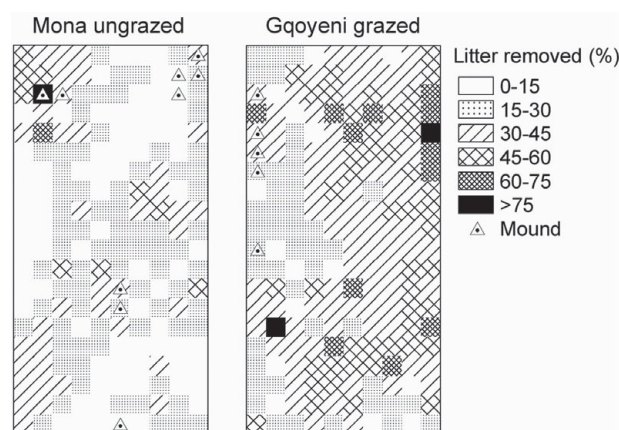 Mona ungrazed
Gqoyeni grazed
Litter removed (%)
0-15
15-30
30-45
45-60
60-75
>75
Mound